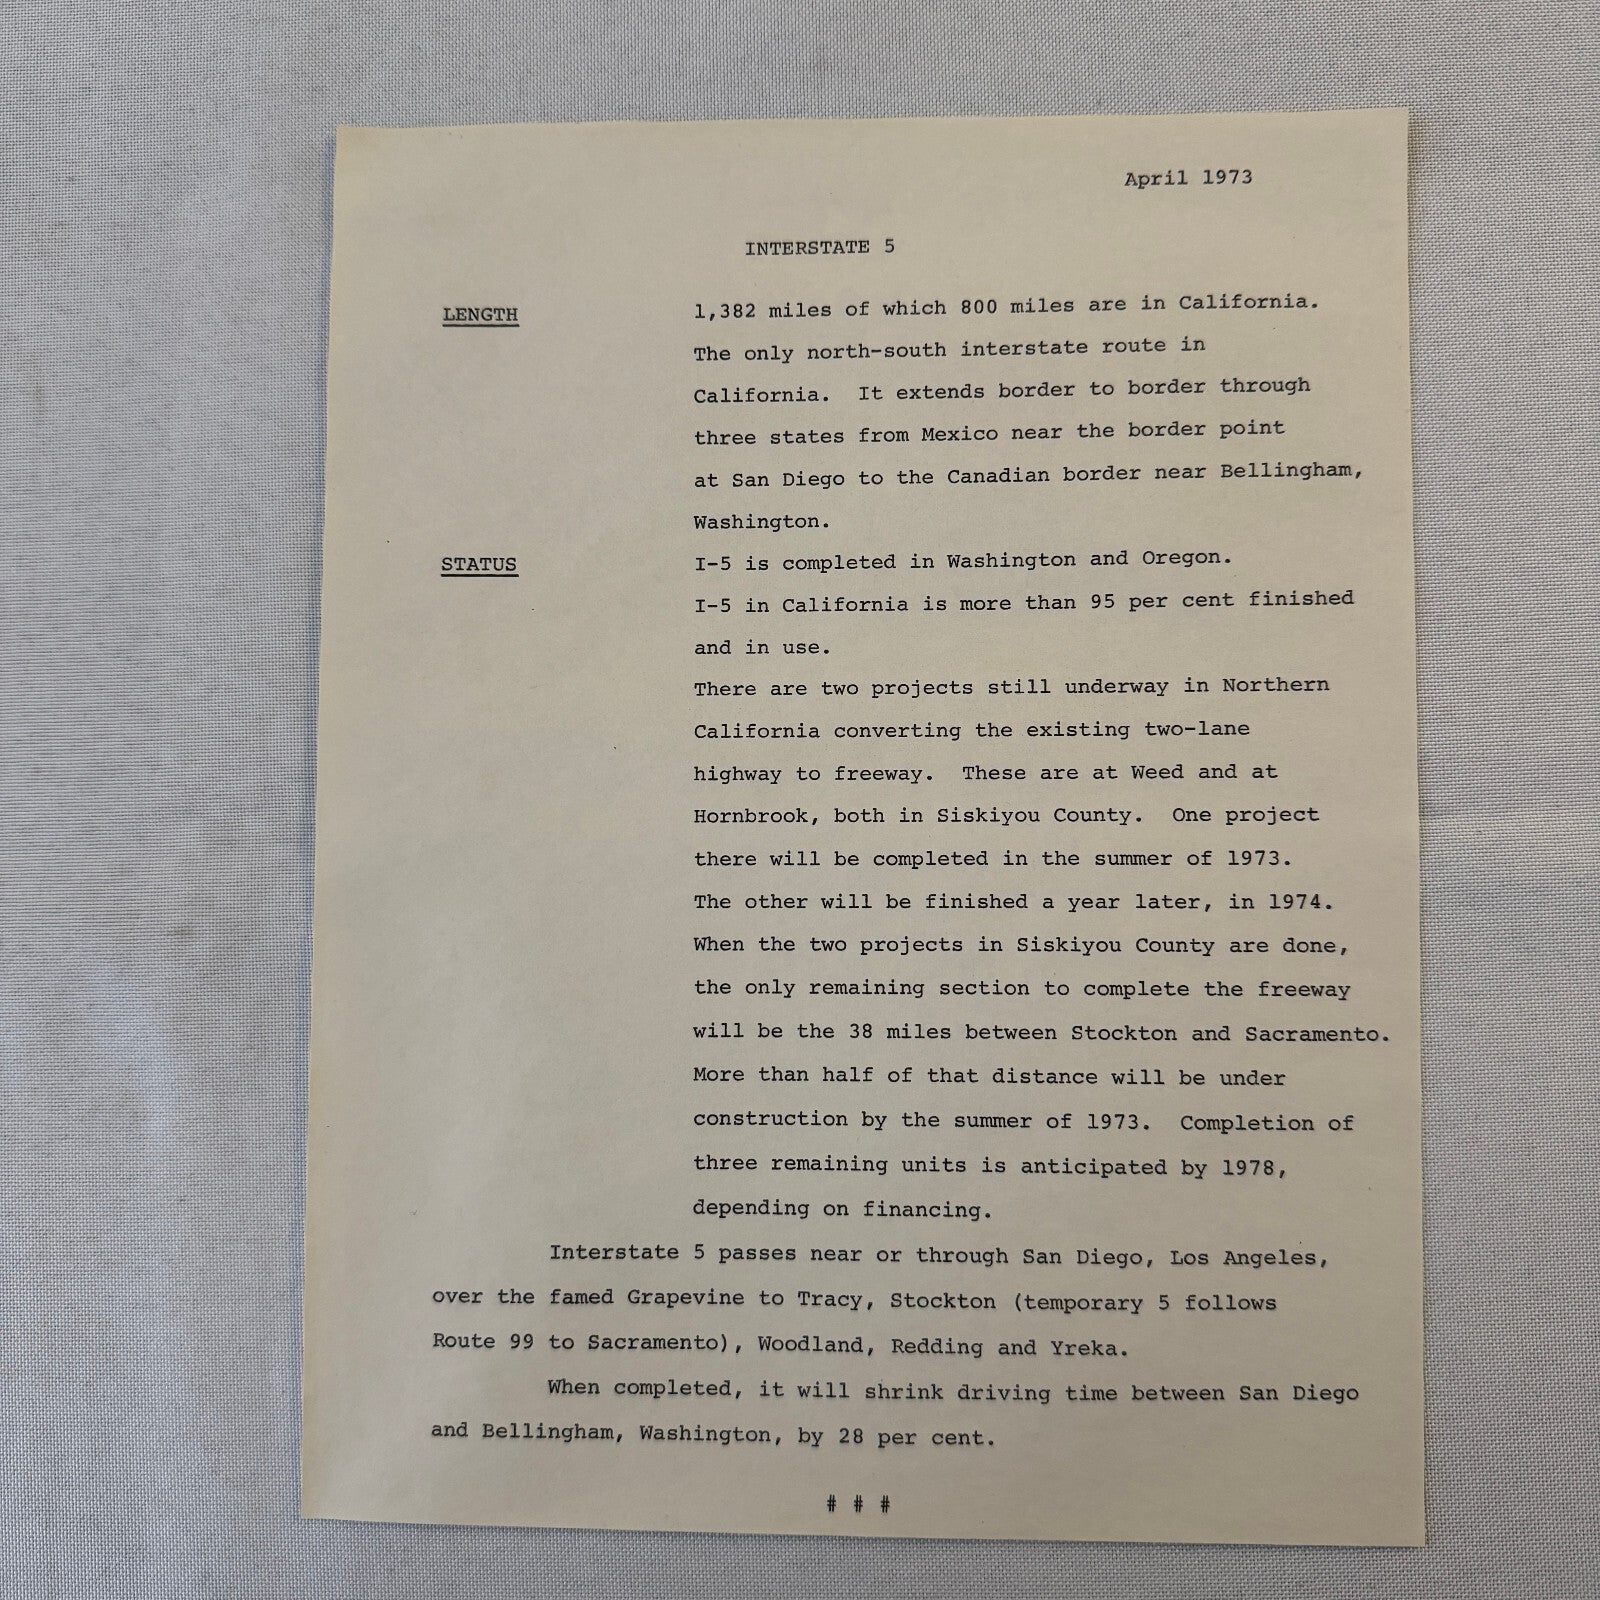 April 1973
INTERSTATE 5
LENGTH 1,382 miles of which 800 miles are in California.
The only north-south interstate route in
California. It extends border to border through
three states from Mexico near the border point
at San Diego to the Canadian border near Bellingham,
Washington.
STATUS I-5 is completed in Washington and Oregon.
I-5 in California is more than 95 per cent finished
and in use.
There are two projects still underway in Northern
California converting the existing two-lane
highway to freeway. These are at Weed and at
Hornbrook, both in Siskiyou County. One project
there will be completed in the summer of 1973.
The other will be finished a year later, in 1974.
When the two projects in Siskiyou County are done,
the only remaining section to complete the freeway
will be the 38 miles between Stockton and Sacramento.
More than half of that distance will be under
construction by the summer of 1973. Completion of
three remaining units is anticipated by 1978,
depending on financing.
Interstate 5 passes near or through San Diego, Los Angeles,
over the famed Grapevine to Tracy, Stockton (temporary 5 follows
Route 99 to Sacramento), Woodland, Redding and Yreka.
When completed, it will shrink driving time between San Diego
and Bellingham, Washington, by 28 per cent.
# # #